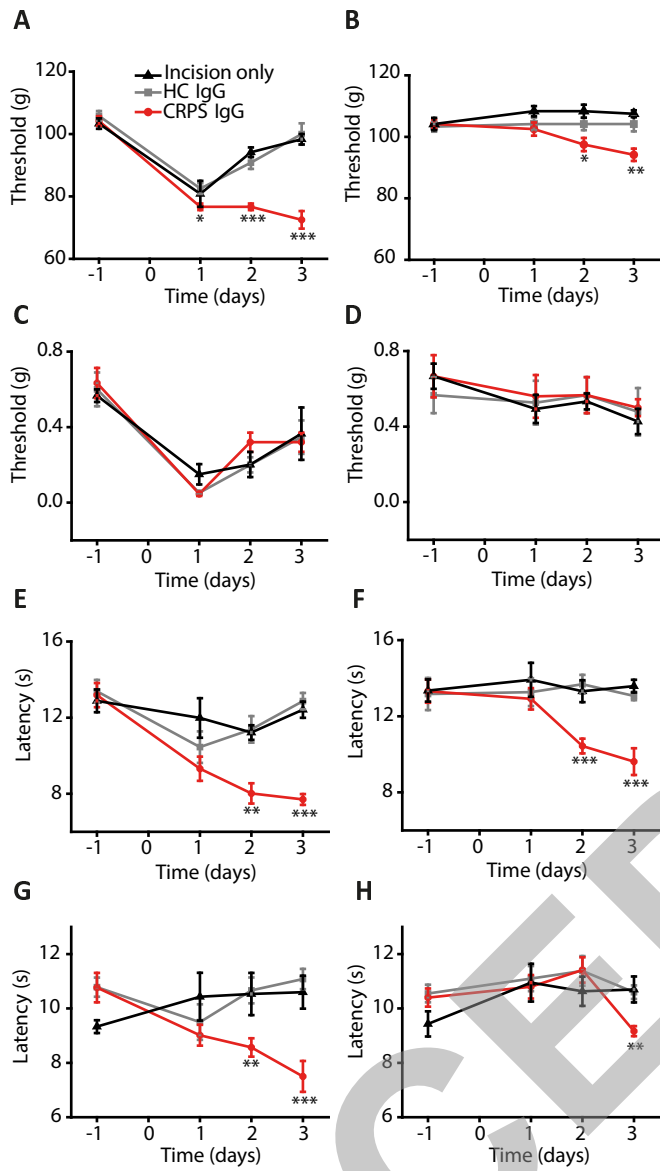 A
B
120
100
80
60
Threshold (g)
Incision only
HC IgG
CRPS IgG
*
***
***
-1 0 1 2 3
Time (days)
120
100
80
60
Threshold (g)
*
**
-1 0 1 2 3
Time (days)
C
D
0.8
0.4
0.0
Threshold (g)
-1 0 1 2 3
Time (days)
0.8
0.4
0.0
Threshold (g)
-1 0 1 2 3
Time (days)
E
F
16
12
8
Latency (s)
**
***
-1 0 1 2 3
Time (days)
16
12
8
Latency (s)
***
***
-1 0 1 2 3
Time (days)
G
H
12
10
8
6
Latency (s)
**
***
-1 0 1 2 3
Time (days)
12
10
8
6
Latency (s)
**
-1 0 1 2 3
Time (days)